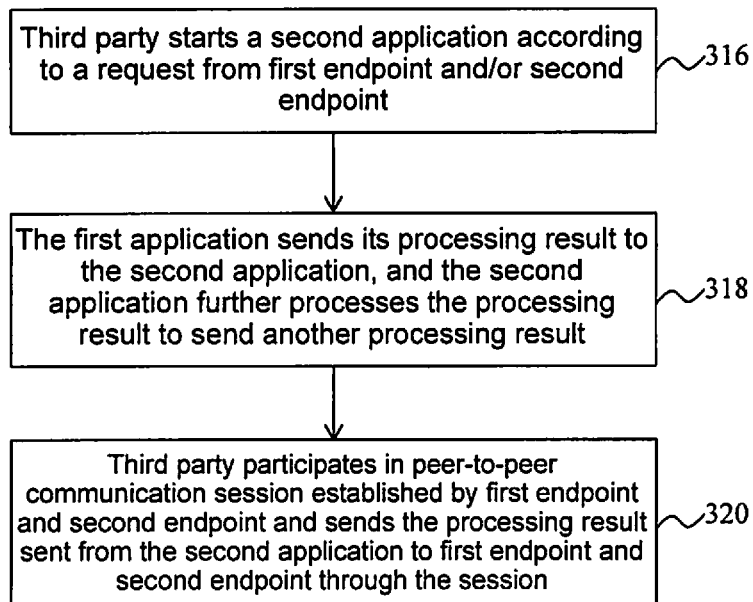 Third party starts a second application according
to a request from first endpoint and/or second
endpoint
316
The first application sends its processing result to
the second application, and the second
application further processes the processing
result to send another processing result
318
Third party participates in peer-to-peer
communication session established by first endpoint
and second endpoint and sends the processing result
sent from the second application to first endpoint and
second endpoint through the session
320